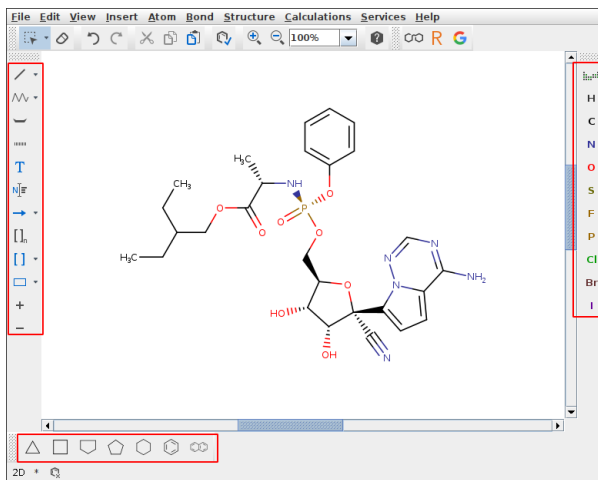 File Edit View Insert Atom Bond Structure Calculations Services Help
100% ? R G
H
C
N
O
S
F
P
Cl
Br
I
T
N
[ ]n
[ ]
+
−
H₃C
NH
O
CH₃
O
P
O
O
O
H₃C
N
N
N
NH₂
O
N
HO
OH
N
2D *